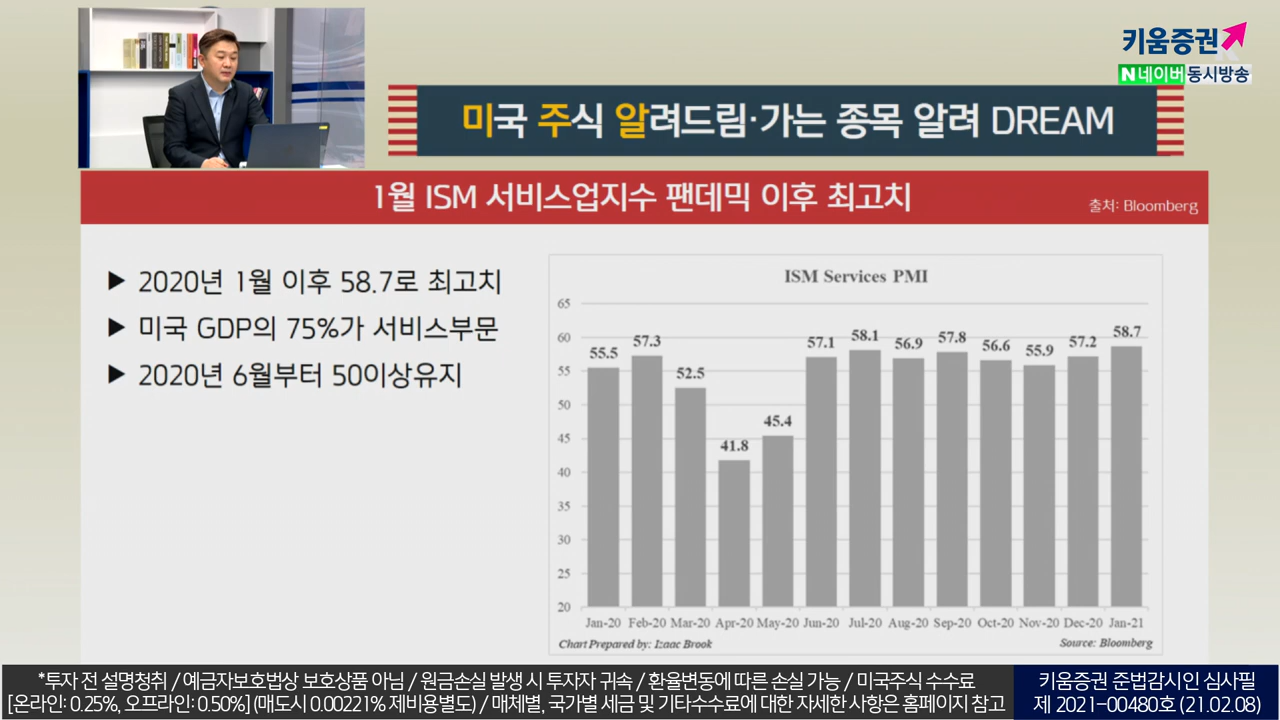 키움증권
N네이버 동시방송
미국 주식 알려드림·가는 종목 알려 DREAM
1월 ISM 서비스업지수 팬데믹 이후 최고치
출처: Bloomberg
▶ 2020년 1월 이후 58.7로 최고치
▶ 미국 GDP의 75%가 서비스부문
▶ 2020년 6월부터 50이상유지
ISM Services PMI
65
60
55
50
45
40
35
30
25
20
55.5
57.3
52.5
41.8
45.4
57.1
58.1
56.9
57.8
56.6
55.9
57.2
58.7
Jan-20 Feb-20 Mar-20 Apr-20 May-20 Jun-20 Jul-20 Aug-20 Sep-20 Oct-20 Nov-20 Dec-20 Jan-21
Chart Prepared by: Izaac Brook
Source: Bloomberg
*투자 전 설명청취 / 예금자보호법상 보호상품 아님 / 원금손실 발생 시 투자자 귀속 / 환율변동에 따른 손실 가능 / 미국주식 수수료
[온라인: 0.25%, 오프라인: 0.50%] (매도시 0.00221% 제비용별도) / 매체별, 국가별 세금 및 기타수수료에 대한 자세한 사항은 홈페이지 참고
키움증권 준법감시인 심사필
제 2021-00480호 (21.02.08)